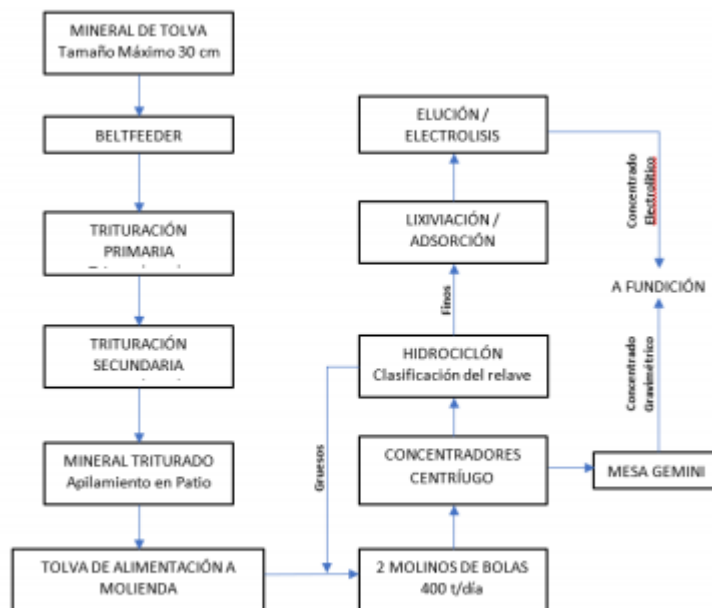 MINERAL DE TOLVA
Tamaño Máximo 30 cm
BELTFEEDER
TRITURACIÓN
PRIMARIA
TRITURACIÓN
SECUNDARIA
MINERAL TRITURADO
Apilamiento en Patio
TOLVA DE ALIMENTACIÓN A
MOLIENDA
ELUCIÓN /
ELECTROLISIS
LIXIVIACIÓN /
ADSORCIÓN
Finos
HIDROCICLÓN
Clasificación del relave
Gruesos
CONCENTRADORES
CENTRÍUGO
2 MOLINOS DE BOLAS
400 t/día
Concentrado
Electrolítico
A FUNDICIÓN
Concentrado
Gravimétrico
MESA GEMINI